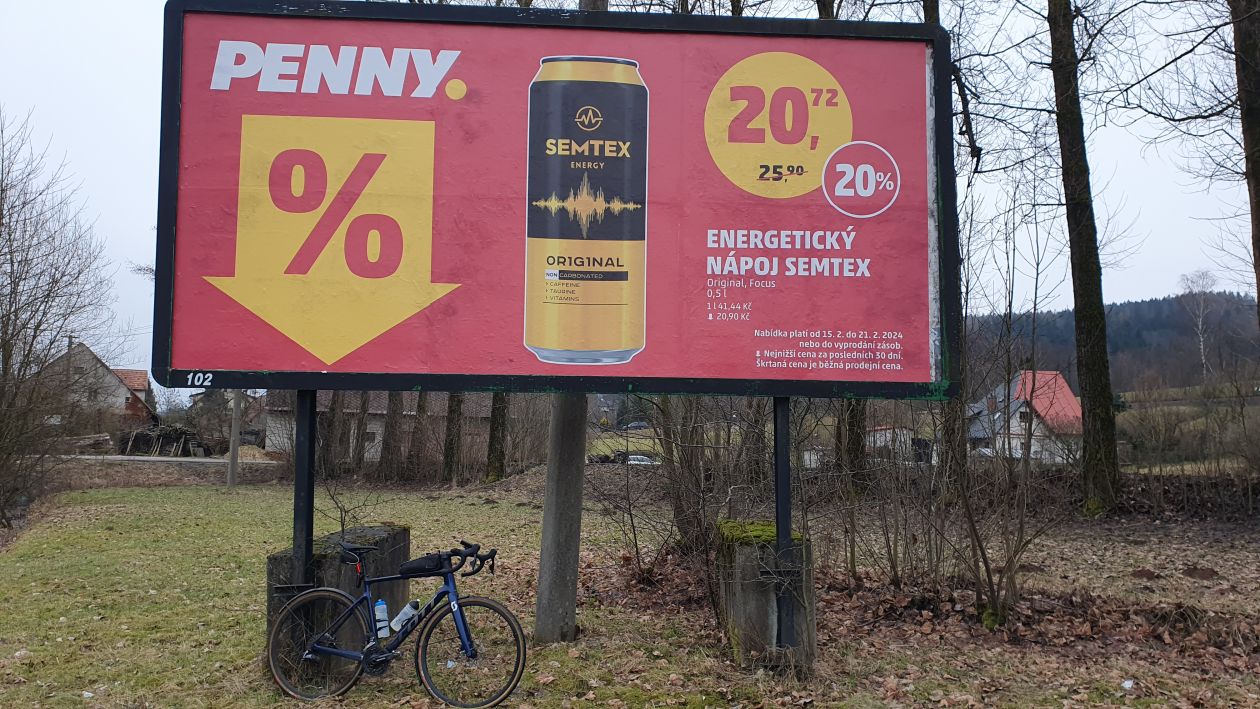 PENNY.
%
SEMTEX
ENERGY
OR1G1NAL
NON CARBONATED
CAFFEINE
TAURINE
VITAMINS
20,72
25,90
20%
ENERGETICKÝ
NÁPOJ SEMTEX
Original, Focus
0,5 l
1 l 41,44 Kč
20,90 Kč
Nabídka platí od 15. 2. do 21. 2. 2024
nebo do vyprodání zásob.
Nejnižší cena za posledních 30 dní.
Škrtaná cena je běžná prodejní cena.
102